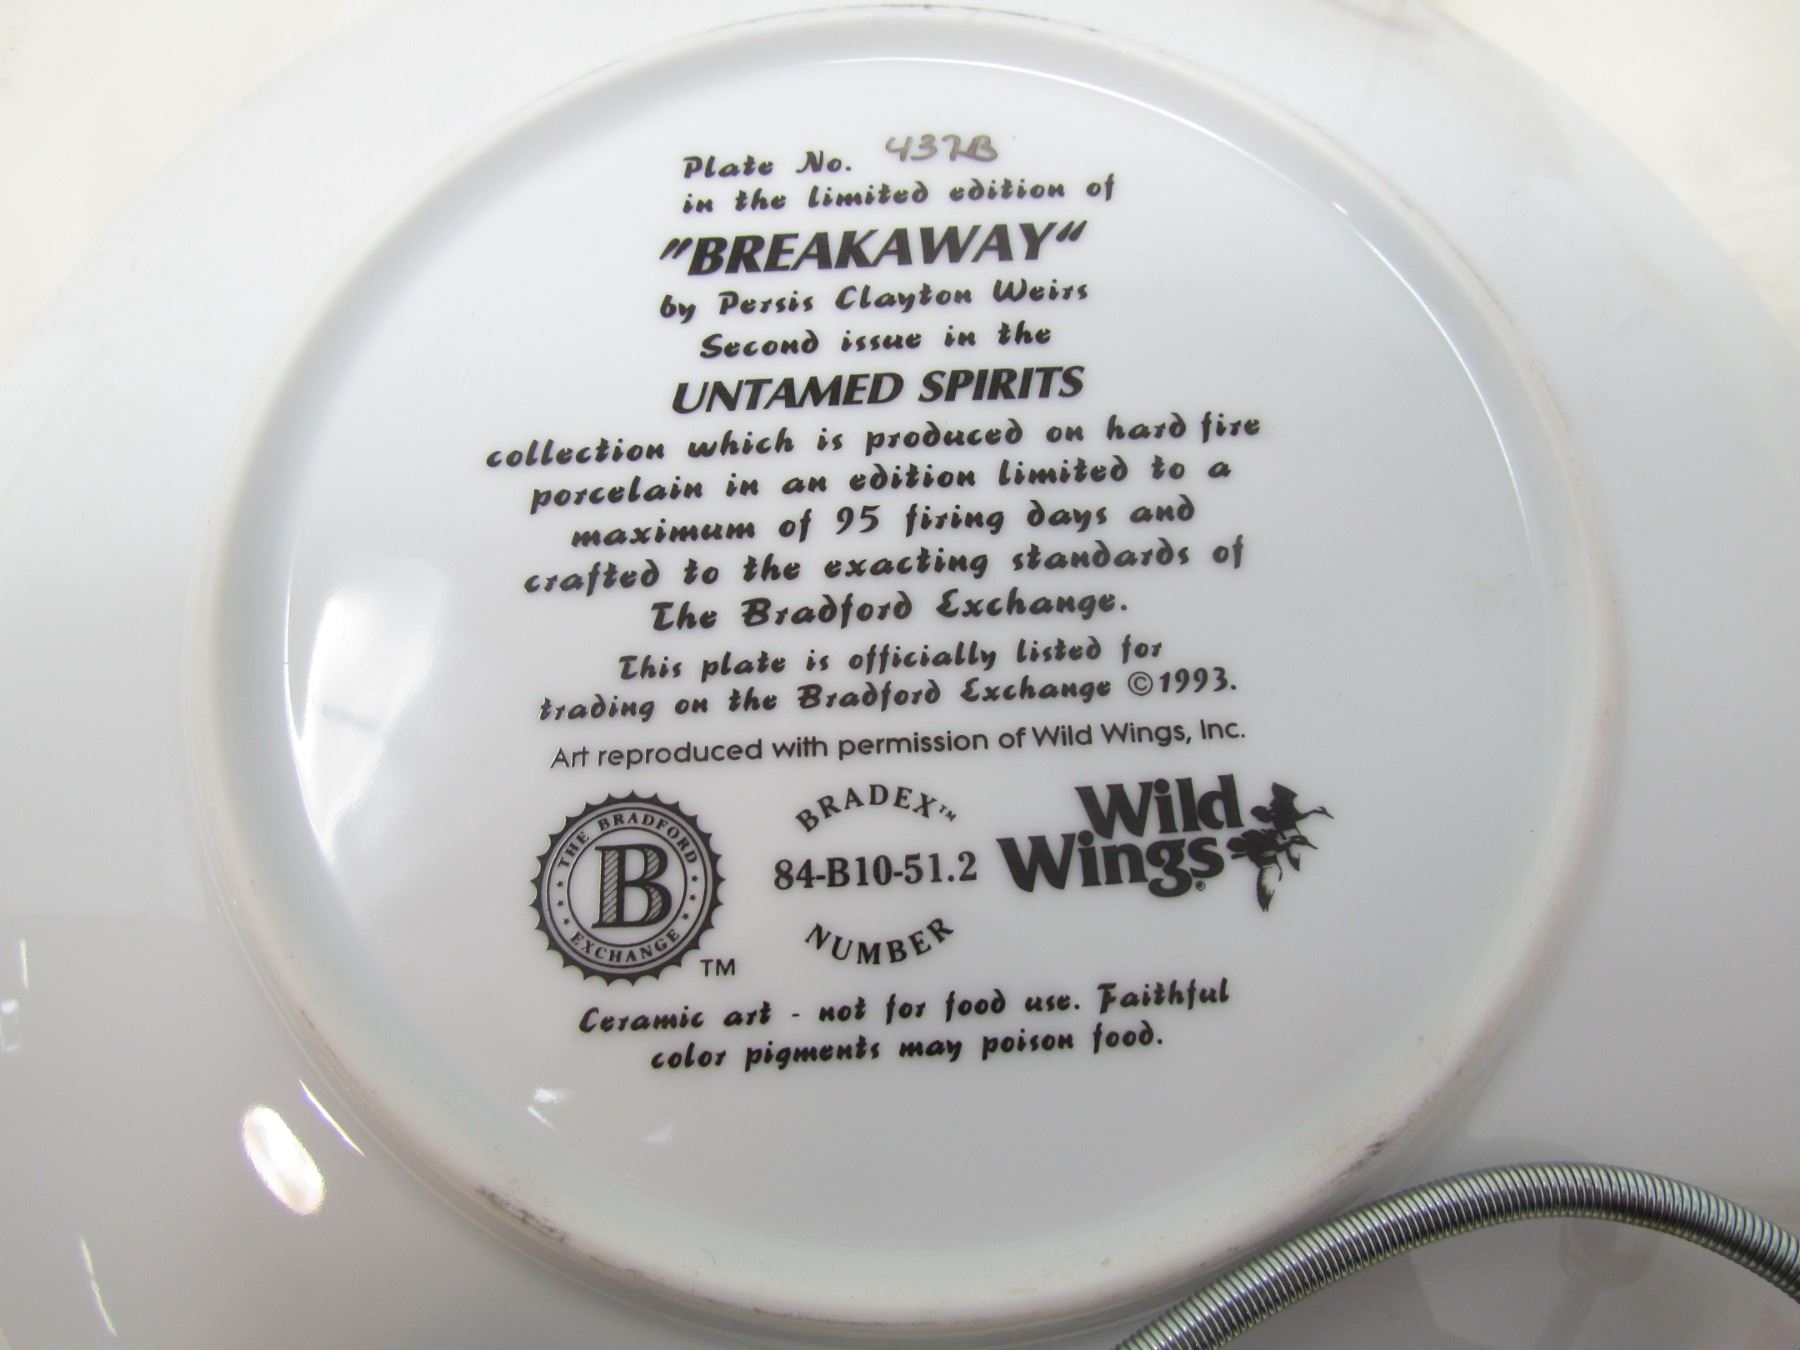 Plate No. 437B
in the limited edition of
"BREAKAWAY"
by Persis Clayton Weirs
Second issue in the
UNTAMED SPIRITS
collection which is produced on hard fire
porcelain in an edition limited to a
maximum of 95 firing days and
crafted to the exacting standards of
The Bradford Exchange.
This plate is officially listed for
trading on the Bradford Exchange ©1993.
Art reproduced with permission of Wild Wings, Inc.
THE BRADFORD
B
EXCHANGE
TM
BRADEX™
84-B10-51.2
NUMBER
Wild
Wings®
Ceramic art - not for food use. Faithful
color pigments may poison food.